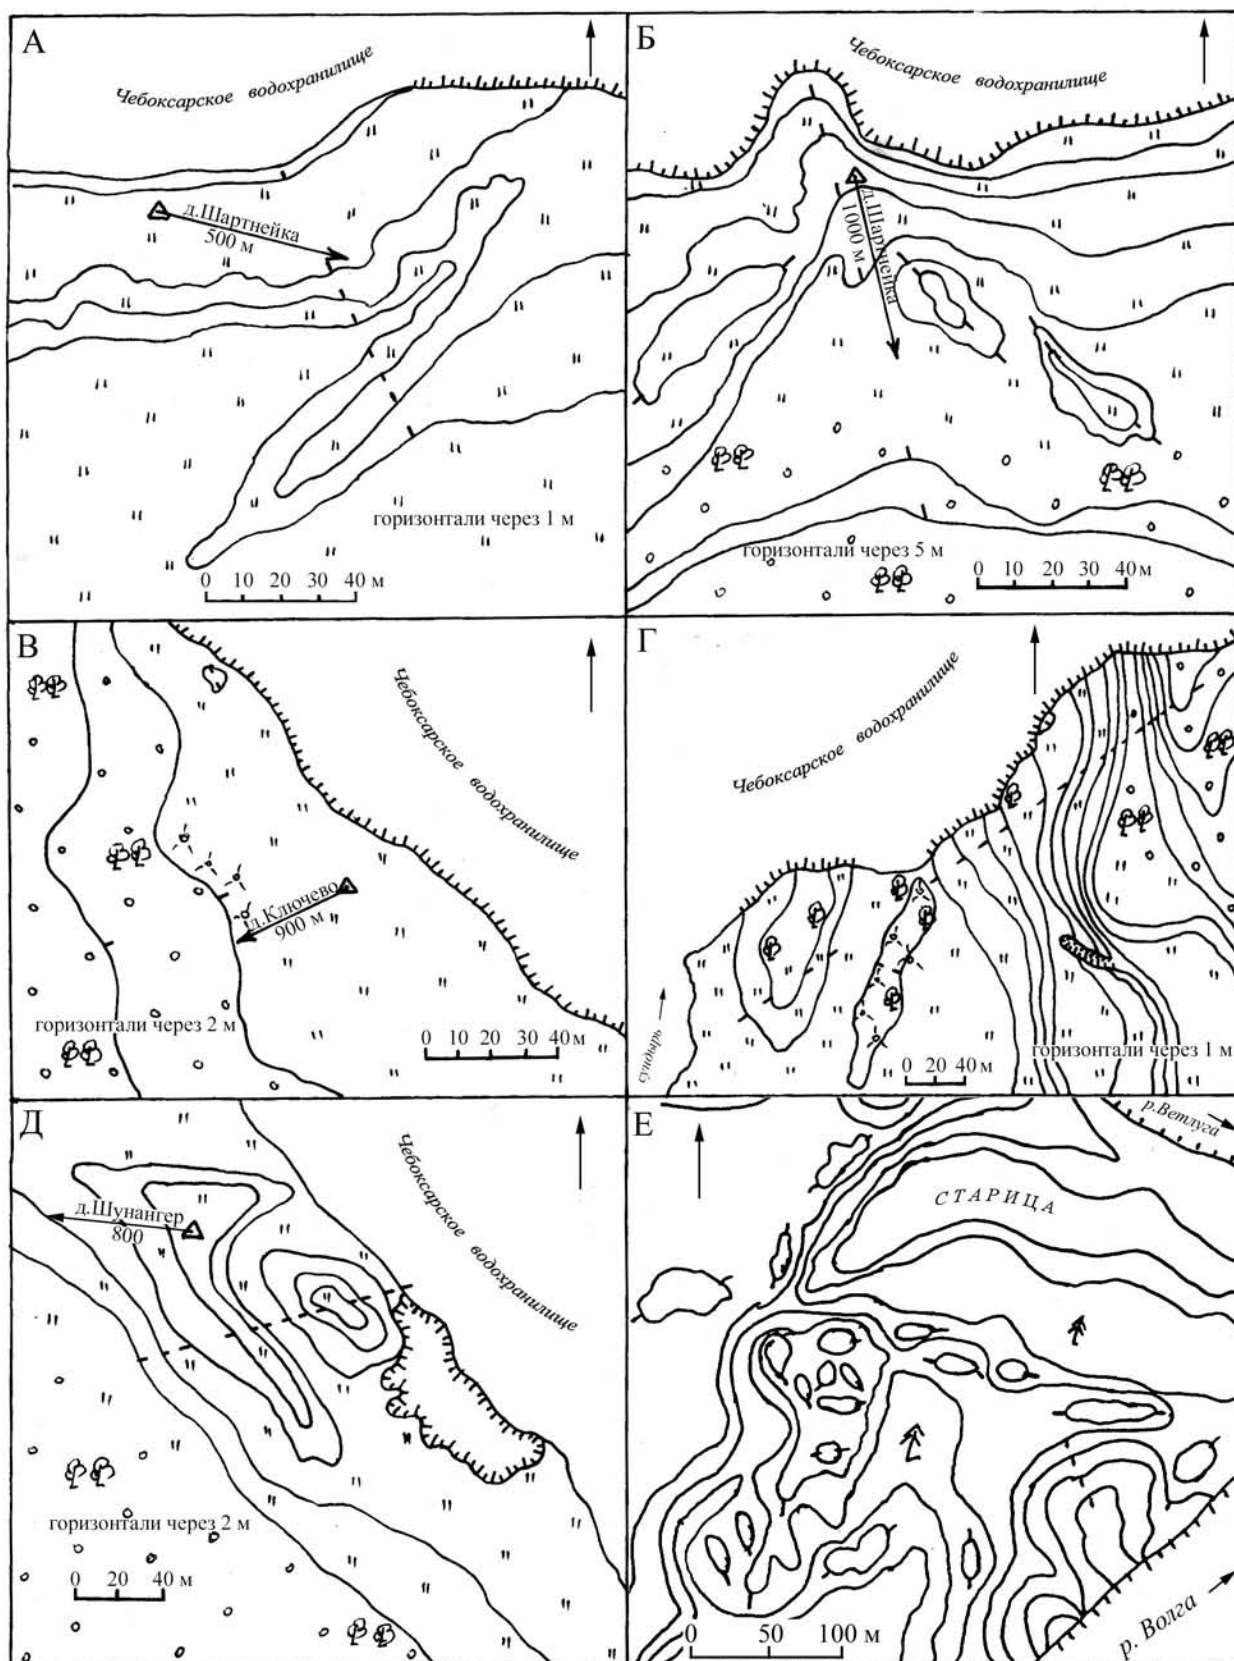 А
Чебоксарское водохранилище
д.Шартнейка
500 м
горизонтали через 1 м
0 10 20 30 40 м
Б
Чебоксарское водохранилище
д.Шартнейка
1000 м
горизонтали через 5 м
0 10 20 30 40 м
В
Чебоксарское водохранилище
д.Ключево
900 м
горизонтали через 2 м
0 10 20 30 40 м
Г
Чебоксарское водохранилище
сундырь
горизонтали через 1 м
0 20 40 м
Д
Чебоксарское водохранилище
д.Шунангер
800
горизонтали через 2 м
0 20 40 м
Е
р.Ветлуга
СТАРИЦА
0 50 100 м
р. Волга